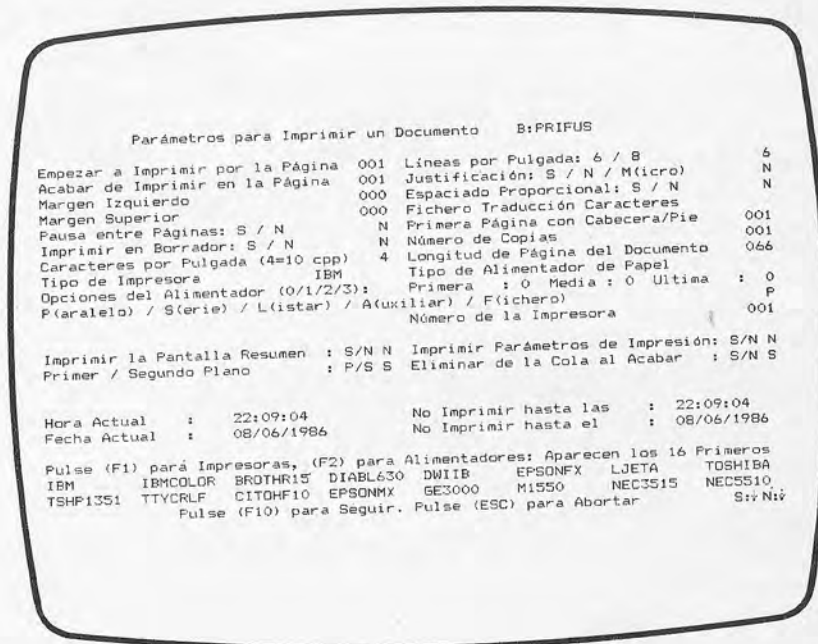 Parámetros para Imprimir un Documento B:PRIFUS
Empezar a Imprimir por la Página 001 Líneas por Pulgada: 6 / 8 6
Acabar de Imprimir en la Página 001 Justificación: S / N / M(icro) N
Margen Izquierdo 000 Espaciado Proporcional: S / N N
Margen Superior 000 Fichero Traducción Caracteres
Pausa entre Páginas: S / N N Primera Página con Cabecera/Pie 001
Imprimir en Borrador: S / N N Número de Copias 001
Caracteres por Pulgada (4=10 cpp) 4 Longitud de Página del Documento 066
Tipo de Impresora IBM Tipo de Alimentador de Papel
Opciones del Alimentador (0/1/2/3): Primera : 0 Media : 0 Ultima : 0
P(aralelo) / S(erie) / L(istar) / A(uxiliar) / F(ichero) P
Número de la Impresora 001
Imprimir la Pantalla Resumen : S/N N Imprimir Parámetros de Impresión: S/N N
Primer / Segundo Plano : P/S S Eliminar de la Cola al Acabar : S/N S
Hora Actual : 22:09:04 No Imprimir hasta las : 22:09:04
Fecha Actual : 08/06/1986 No Imprimir hasta el : 08/06/1986
Pulse (F1) pará Impresoras, (F2) para Alimentadores: Aparecen los 16 Primeros
IBM IBMCOLOR BROTHR15 DIABL630 DWIIB EPSONFX LJETA TOSHIBA
TSHP1351 TTYCRLF CITOHF10 EPSONMX GE3000 M1550 NEC3515 NEC5510
Pulse (F10) para Seguir. Pulse (ESC) para Abortar S: N: